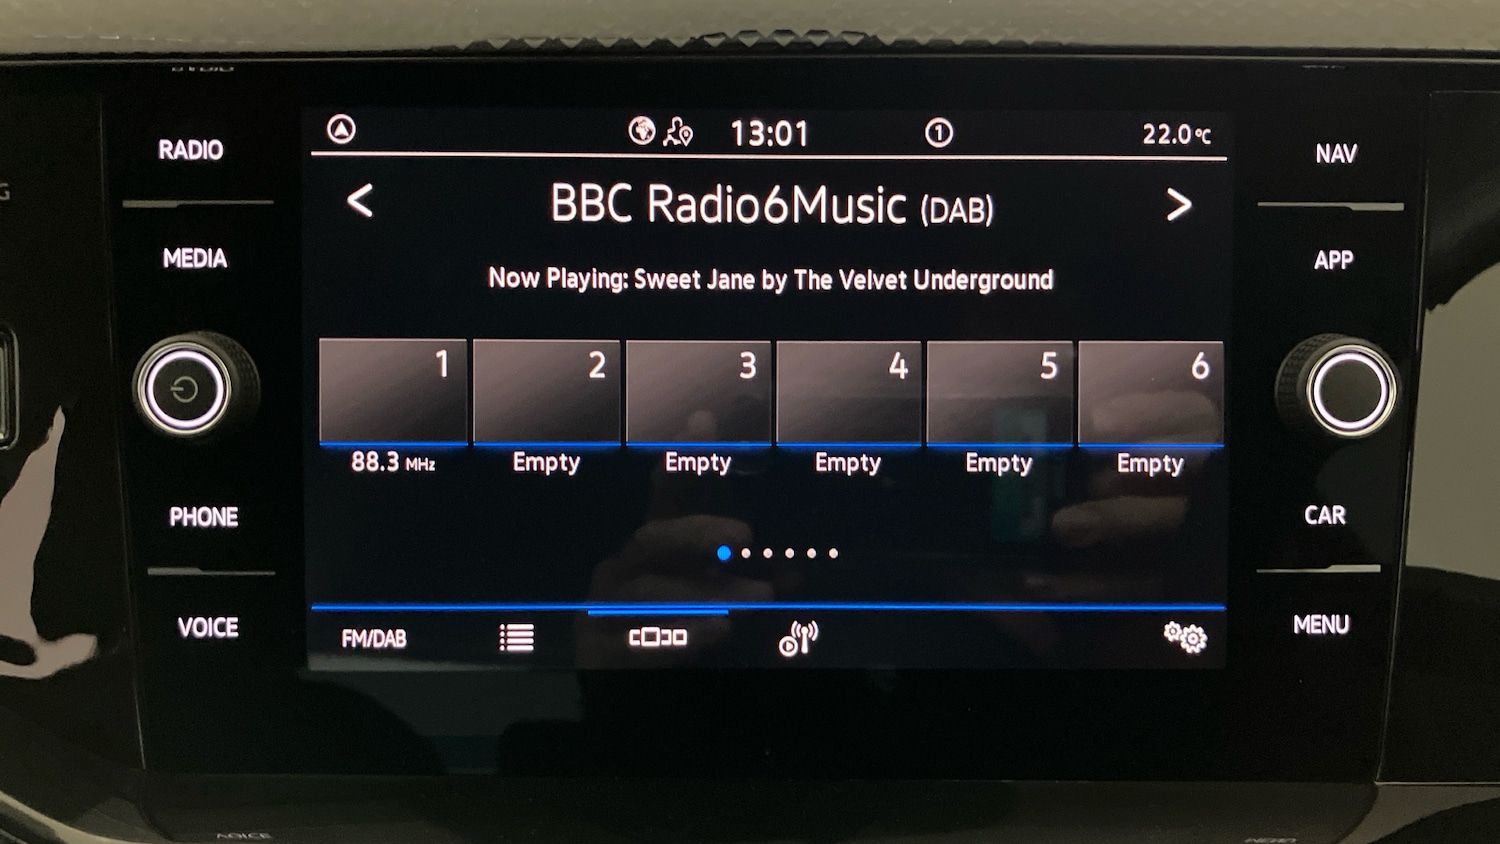 RADIO
MEDIA
PHONE
VOICE
13:01
1
22.0°C
< BBC Radio6Music (DAB) >
Now Playing: Sweet Jane by The Velvet Underground
1 2 3 4 5 6
88.3 MHz Empty Empty Empty Empty Empty
FM/DAB
NAV
APP
CAR
MENU